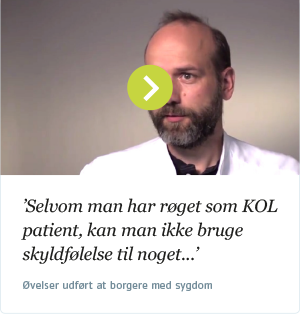 ’Selvom man har røget som KOL
patient, kan man ikke bruge
skyldfølelse til noget...’
Øvelser udført at borgere med sygdom